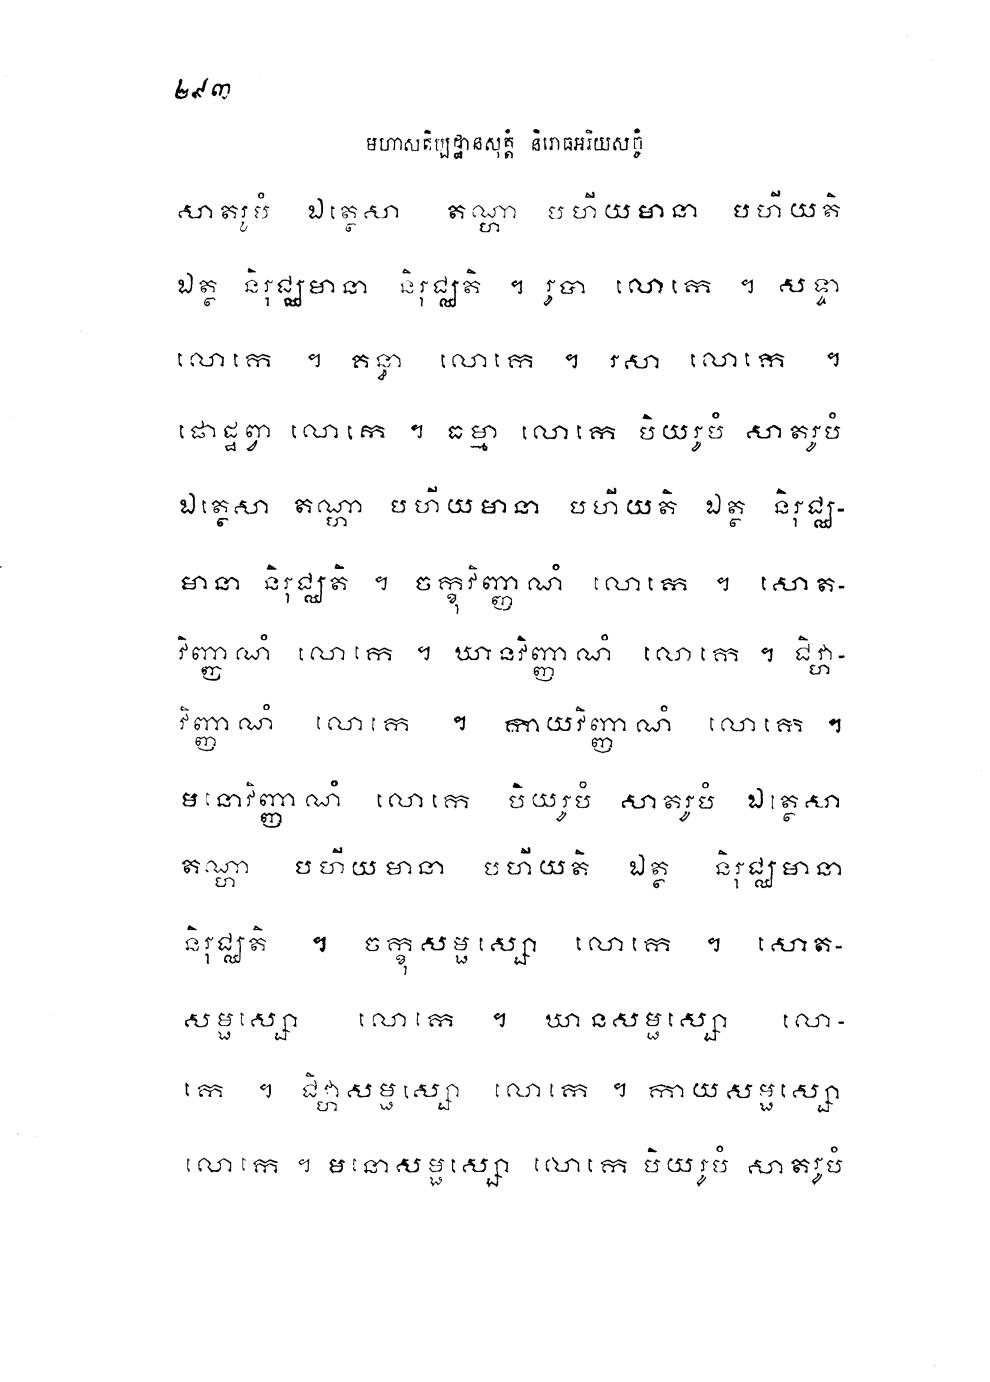 ២៩៣
មហាសតិប្បដ្ឋានសុត្តំ និរោធអរិយសច្ចំ
សាតរូបំ ឯត្ថេសា តណ្ហា បហីយមានា បហីយតិ
ឯត្ថ និរុជ្ឈមានា និរុជ្ឈតិ ។ រូបា លោកេ ។ សទ្ទា
លោកេ ។ គន្ធា លោកេ ។ រសា លោកេ ។
ផោដ្ឋព្វា លោកេ ។ ធម្មា លោកេ បិយរូបំ សាតរូបំ
ឯត្ថេសា តណ្ហា បហីយមានា បហីយតិ ឯត្ថ និរុជ្ឈ-
មានា និរុជ្ឈតិ ។ ចក្ខុវិញ្ញាណំ លោកេ ។ សោត-
វិញ្ញាណំ លោកេ ។ ឃានវិញ្ញាណំ លោកេ ។ ជិវ្ហា-
វិញ្ញាណំ លោកេ ។ កាយវិញ្ញាណំ លោកេ ។
មនោវិញ្ញាណំ លោកេ បិយរូបំ សាតរូបំ ឯត្ថេសា
តណ្ហា បហីយមានា បហីយតិ ឯត្ថ និរុជ្ឈមានា
និរុជ្ឈតិ ។ ចក្ខុសម្ផស្សោ លោកេ ។ សោត-
សម្ផស្សោ លោកេ ។ ឃានសម្ផស្សោ លោ-
កេ ។ ជិវ្ហាសម្ផស្សោ លោកេ ។ កាយសម្ផស្សោ
លោកេ ។ មនោសម្ផស្សោ លោកេ បិយរូបំ សាតរូបំ